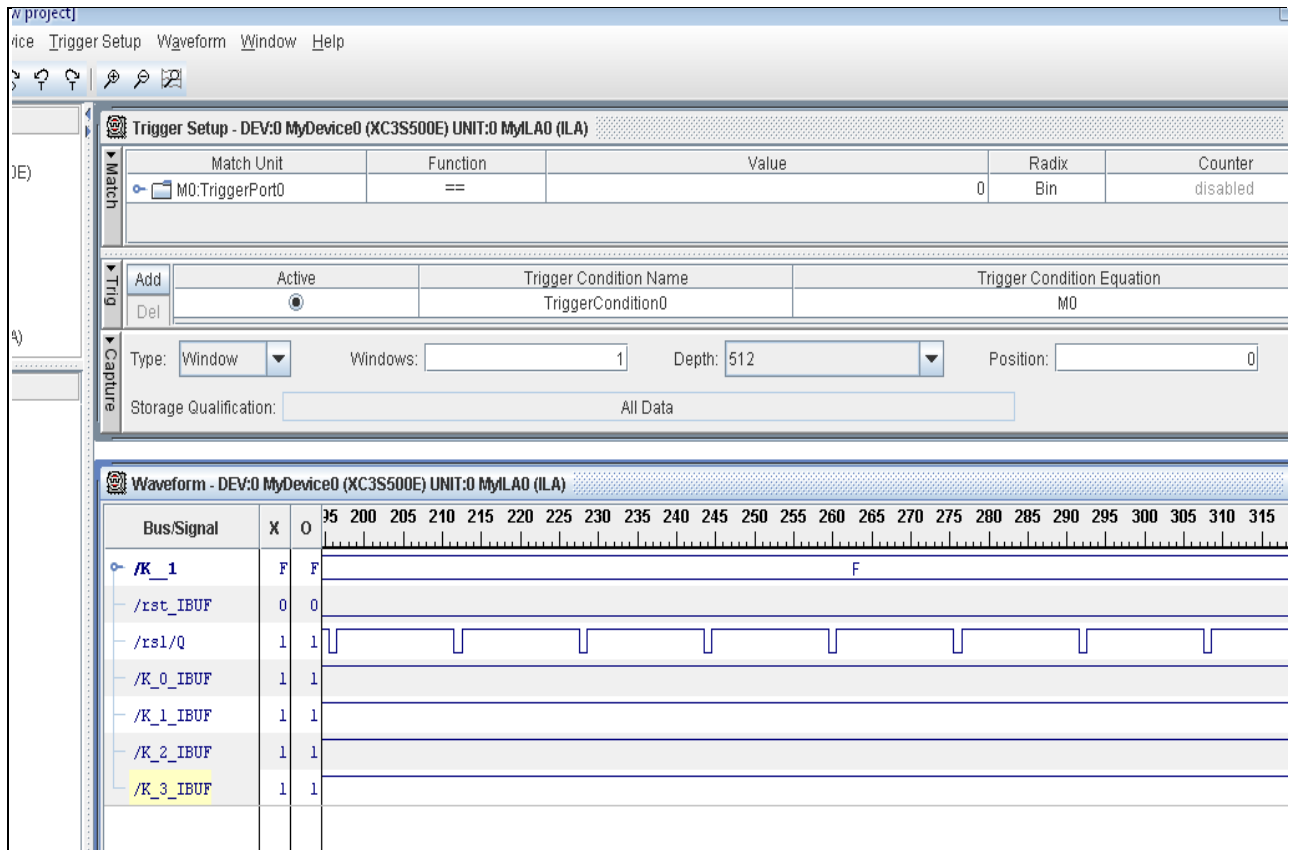 w project]
vice Trigger Setup Waveform Window Help
Trigger Setup - DEV:0 MyDevice0 (XC3S500E) UNIT:0 MyILA0 (ILA)
0E)
A)
Match
Match Unit Function Value Radix Counter
M0:TriggerPort0 == 0 Bin disabled
Trig
Add Active Trigger Condition Name Trigger Condition Equation
Del TriggerCondition0 M0
Capture
Type: Window Windows: 1 Depth: 512 Position: 0
Storage Qualification: All Data
Waveform - DEV:0 MyDevice0 (XC3S500E) UNIT:0 MyILA0 (ILA)
Bus/Signal X O 95 200 205 210 215 220 225 230 235 240 245 250 255 260 265 270 275 280 285 290 295 300 305 310 315
/K__1 F F F
/rst_IBUF 0 0
/rsl/Q 1 1
/K_0_IBUF 1 1
/K_1_IBUF 1 1
/K_2_IBUF 1 1
/K_3_IBUF 1 1